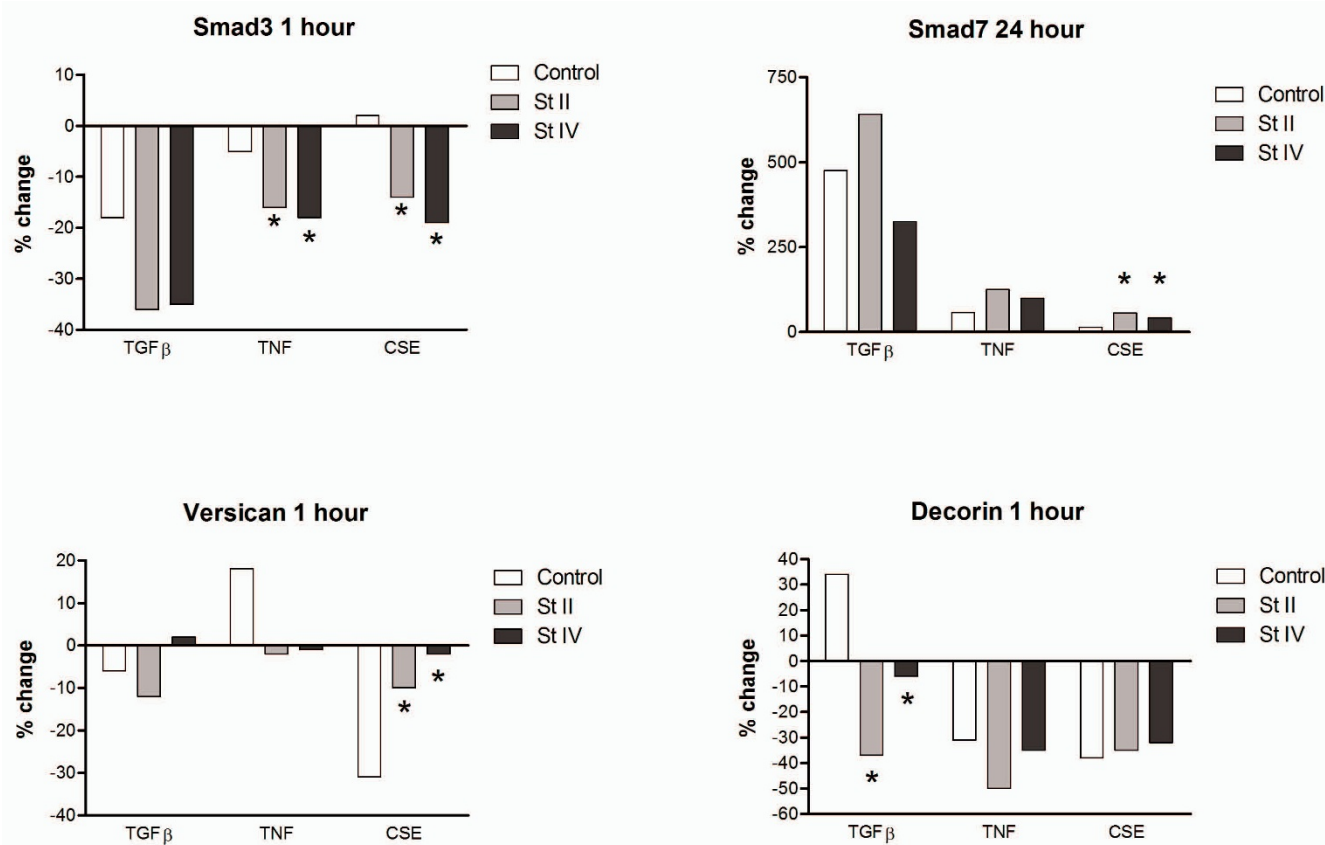 Smad3 1 hour
% change
10
0
-10
-20
-30
-40
* * * *
TGFβ TNF CSE
Control
St II
St IV
Smad7 24 hour
% change
750
500
250
0
* *
TGFβ TNF CSE
Control
St II
St IV
Versican 1 hour
% change
20
10
0
-10
-20
-30
-40
* *
TGFβ TNF CSE
Control
St II
St IV
Decorin 1 hour
% change
40
30
20
10
0
-10
-20
-30
-40
-50
-60
* *
TGFβ TNF CSE
Control
St II
St IV